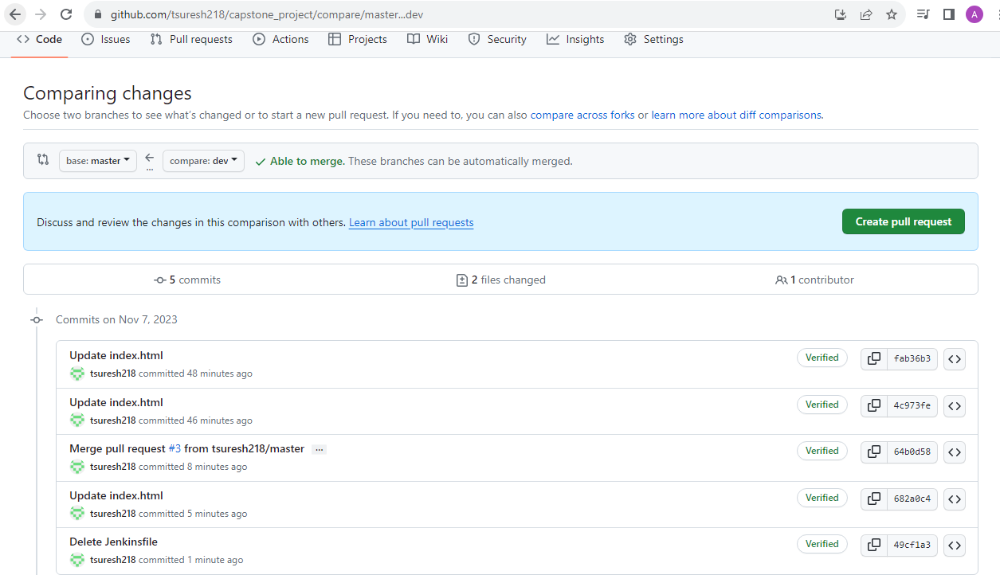 github.com/tsuresh218/capstone_project/compare/master...dev
A
Code Issues Pull requests Actions Projects Wiki Security Insights Settings
Comparing changes
Choose two branches to see what's changed or to start a new pull request. If you need to, you can also compare across forks or learn more about diff comparisons.
base: master compare: dev Able to merge. These branches can be automatically merged.
Discuss and review the changes in this comparison with others. Learn about pull requests Create pull request
5 commits 2 files changed 1 contributor
Commits on Nov 7, 2023
Update index.html Verified fab36b3
tsuresh218 committed 48 minutes ago
Update index.html Verified 4c973fe
tsuresh218 committed 46 minutes ago
Merge pull request #3 from tsuresh218/master ... Verified 64b0d58
tsuresh218 committed 8 minutes ago
Update index.html Verified 682a0c4
tsuresh218 committed 5 minutes ago
Delete Jenkinsfile Verified 49cf1a3
tsuresh218 committed 1 minute ago